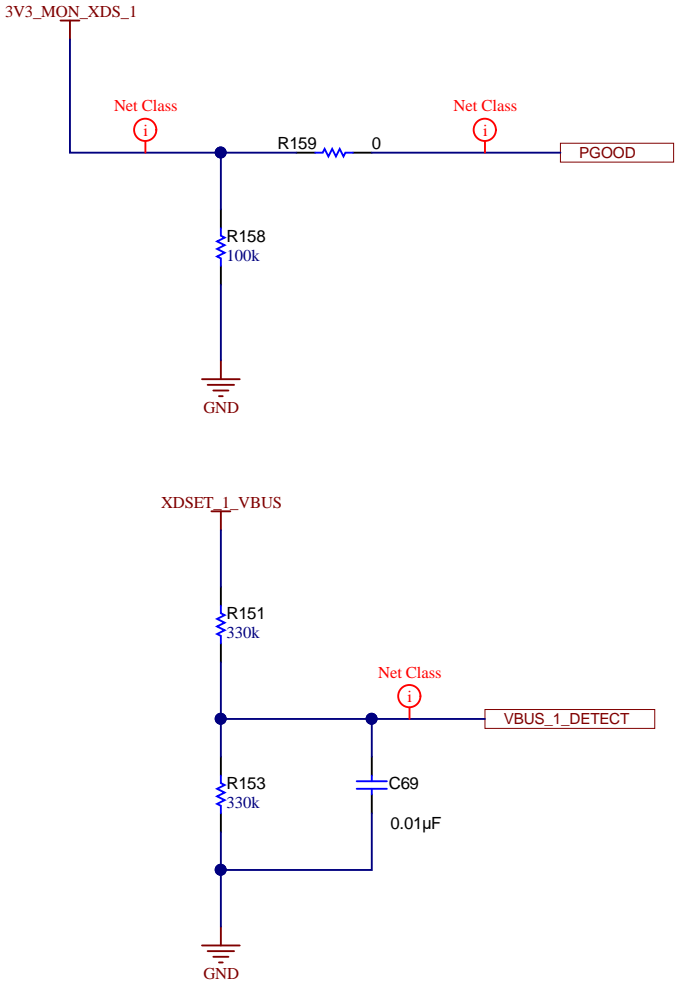 3V3_MON_XDS_1
Net Class
i
Net Class
i
R159
0
PGOOD
R158
100k
GND
XDSET_1_VBUS
R151
330k
Net Class
i
VBUS_1_DETECT
R153
330k
C69
0.01µF
GND